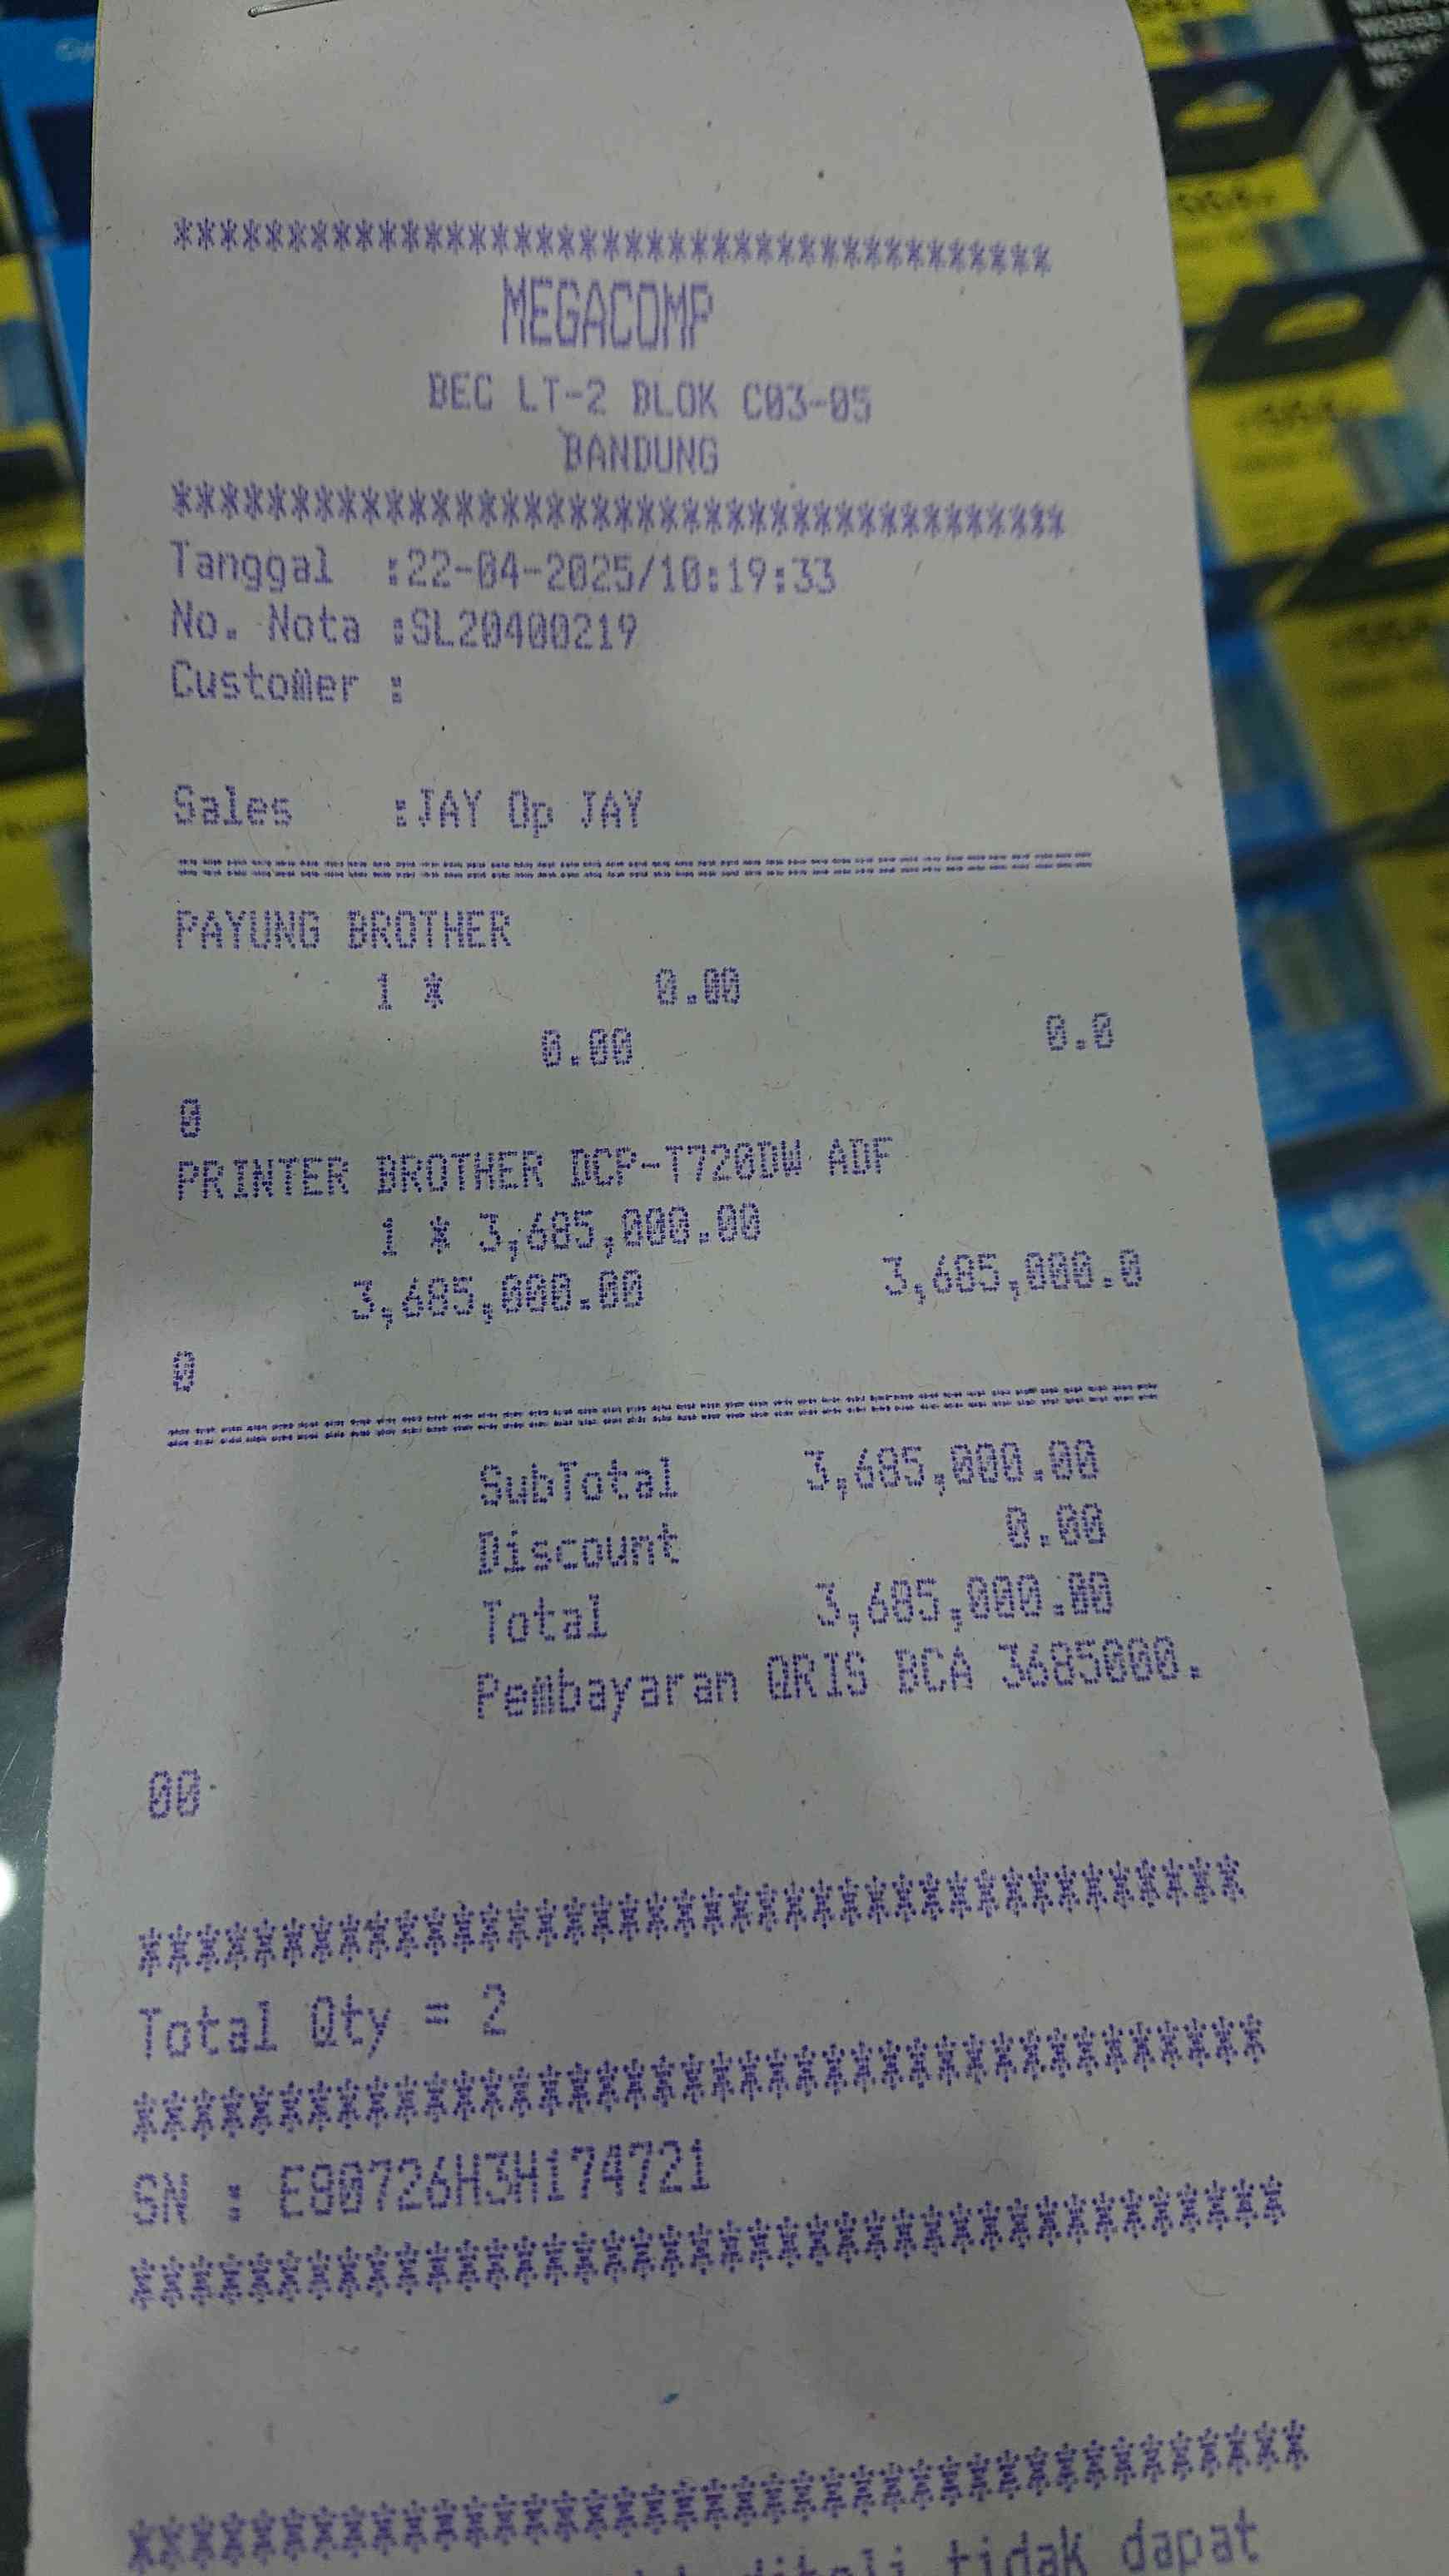 ************************************
MEGACOMP
BEC LT-2 BLOK C03-05
BANDUNG
************************************
Tanggal  :22-04-2025/10:19:33
No. Nota :SL20400219
Customer :
Sales    :JAY Op JAY
========================================
PAYUNG BROTHER
1 * 0.00
0.00 0.0
0
PRINTER BROTHER DCP-T720DW ADF
1 * 3,685,000.00
3,685,000.00 3,685,000.0
0
========================================
SubTotal 3,685,000.00
Discount 0.00
Total 3,685,000.00
Pembayaran QRIS BCA 3685000.
00
****************************************
Total Qty = 2
****************************************
SN : E80726H3H174721
****************************************
****************************************
tidak dapat